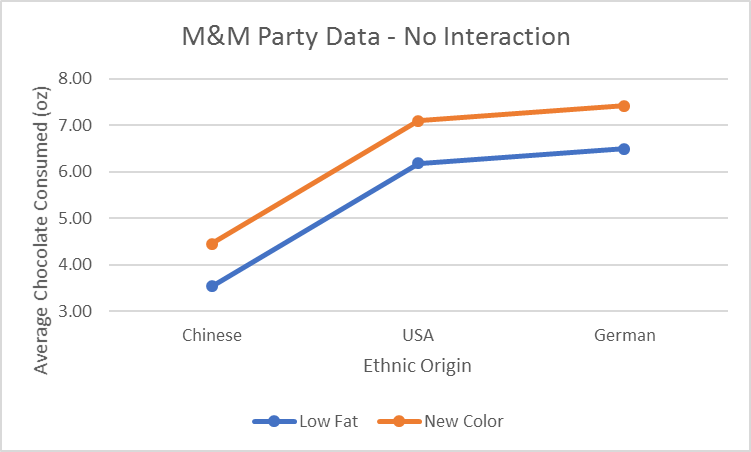 M&M Party Data - No Interaction
Average Chocolate Consumed (oz)
8.00
7.00
6.00
5.00
4.00
3.00
Chinese USA German
Ethnic Origin
Low Fat New Color